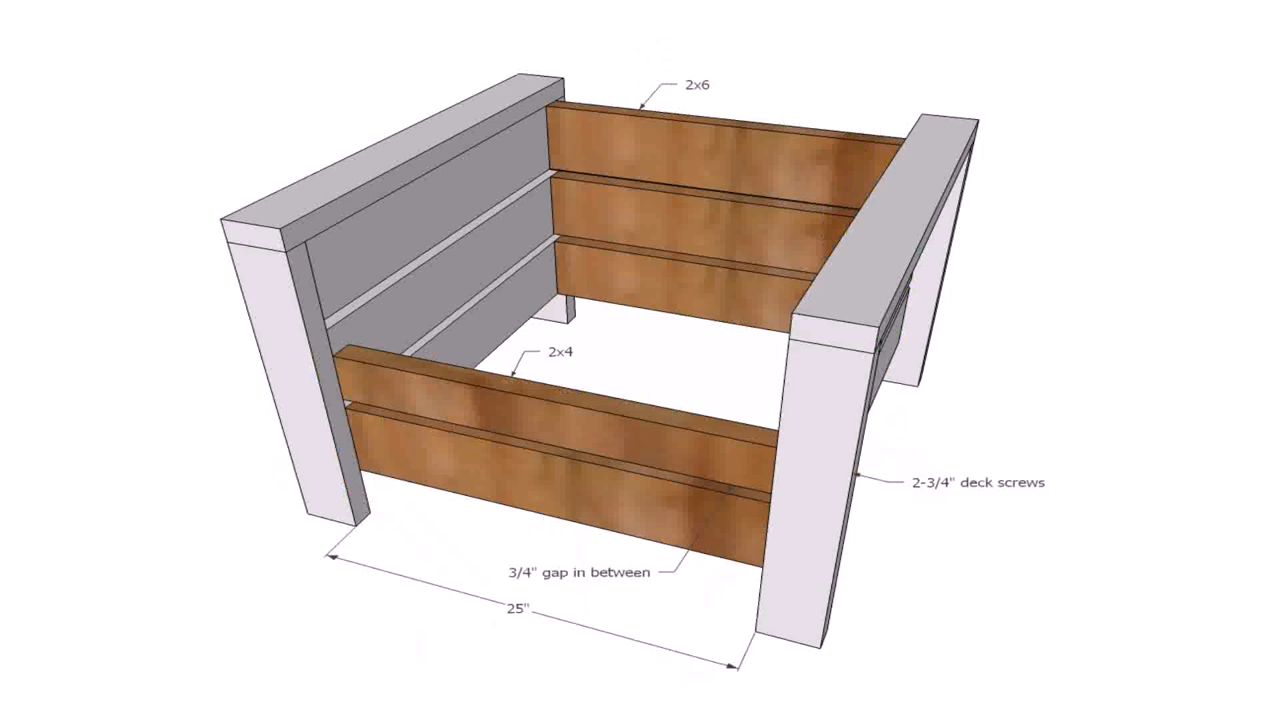 2x6
2x4
2-3/4" deck screws
3/4" gap in between
25"